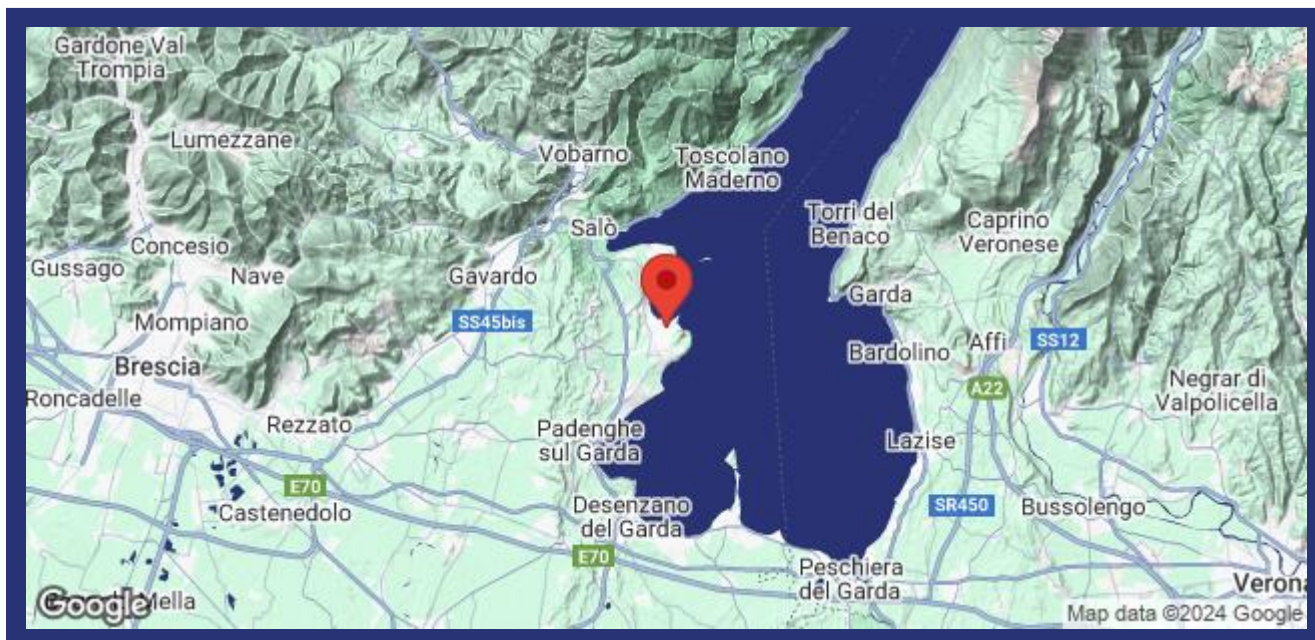 Gardone Val
Trompia
Lumezzane
Vobarno
Toscolano
Maderno
Torri del
Benaco
Caprino
Veronese
Salò
Concesio
Gussago
Nave
Gavardo
Garda
Mompiano
SS45bis
SS12
Bardolino
Affi
Brescia
A22
Negrar di
Valpolicella
Roncadelle
Rezzato
Padenghe
sul Garda
Lazise
E70
Castenedolo
Desenzano
del Garda
SR450
Bussolengo
E70
Peschiera
del Garda
Verona
Google
Mella
Map data ©2024 Google